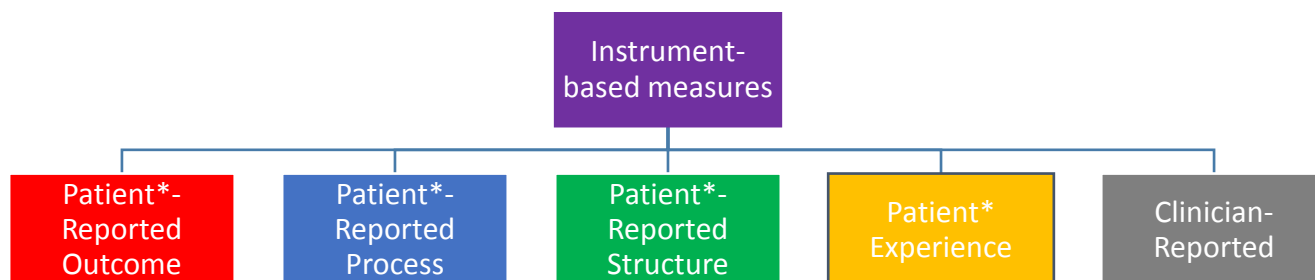 Instrument-
based measures
Patient*-
Reported
Outcome
Patient*-
Reported
Process
Patient*-
Reported
Structure
Patient*
Experience
Clinician-
Reported